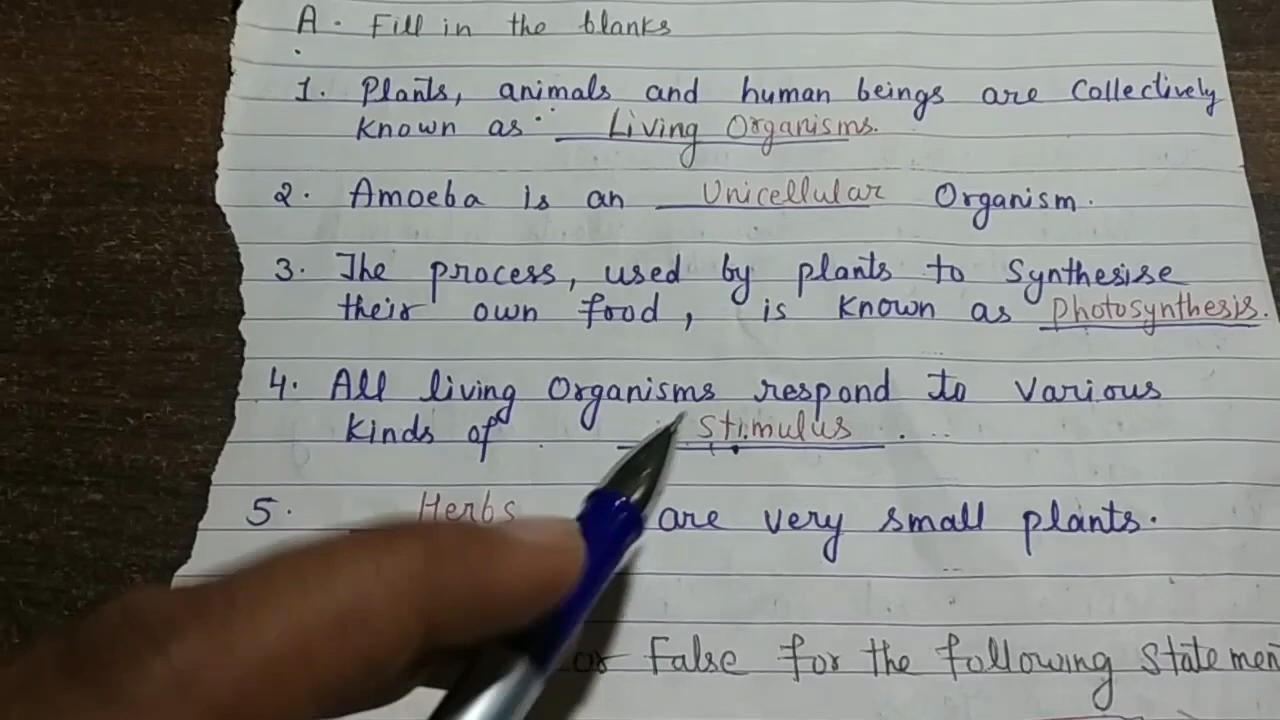 A. Fill in the blanks
1. Plants, animals and human beings are Collectively
known as Living Organisms.
2. Amoeba is an Unicellular Organism.
3. The process, used by plants to Synthesise
their own food, is known as Photosynthesis.
4. All living Organisms respond to Various
kinds of Stimulus.
5. Herbs are very small plants.
or False for the following Statemen